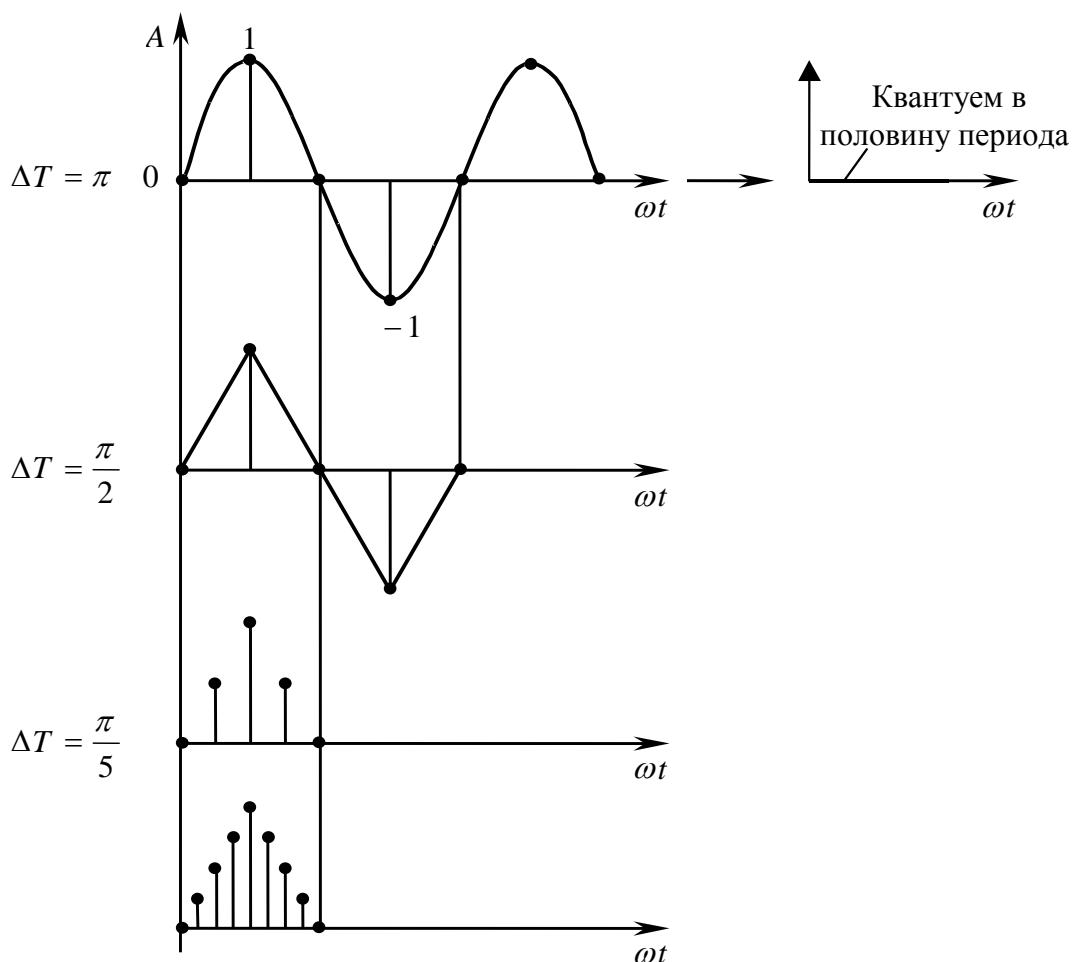 A
1
Квантуем в
половину периода
ΔT = π
0
ωt
ωt
−1
ΔT = π/2
ωt
ΔT = π/5
ωt
ωt